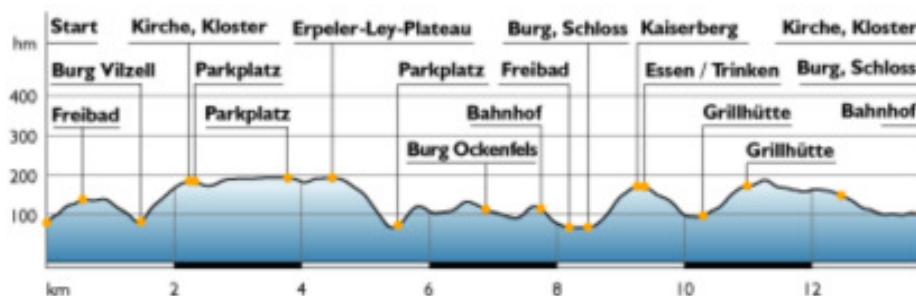 Start Kirche, Kloster Erpeler-Ley-Plateau Burg, Schloss Kaiserberg Kirche, Kloster
hm
Burg Vilzell Parkplatz Parkplatz Freibad Essen / Trinken Burg, Schloss
400
Freibad Parkplatz Bahnhof Grillhütte Bahnhof
300
Burg Ockenfels Grillhütte
200
100
km 2 4 6 8 10 12